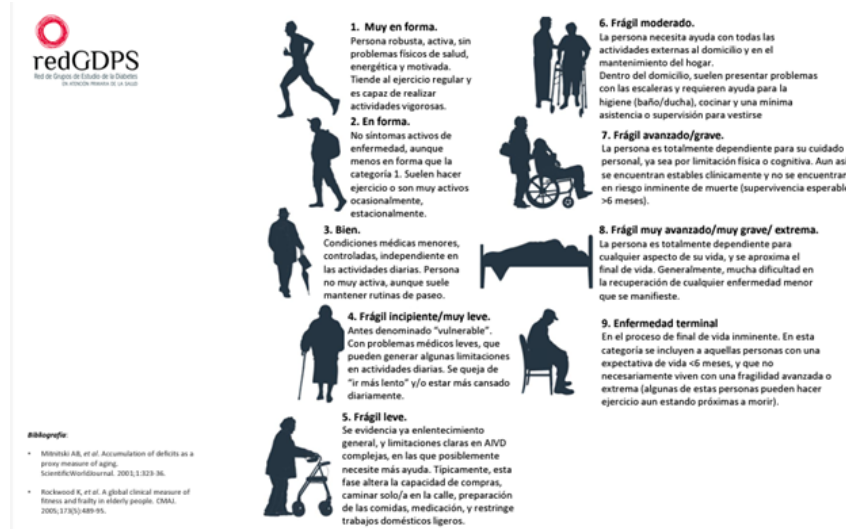 redGDPS
Red de Grupos de Estudio de la Diabetes
EN ATENCIÓN PRIMARIA DE LA SALUD
1. Muy en forma.
Persona robusta, activa, sin
problemas físicos de salud,
energética y motivada.
Tiende al ejercicio regular y
es capaz de realizar
actividades vigorosas.
2. En forma.
No síntomas activos de
enfermedad, aunque
menos en forma que la
categoría 1. Suelen hacer
ejercicio o son muy activos
ocasionalmente,
estacionalmente.
3. Bien.
Condiciones médicas menores,
controladas, independiente en
las actividades diarias. Persona
no muy activa, aunque suele
mantener rutinas de paseo.
4. Frágil incipiente/muy leve.
Antes denominado "vulnerable".
Con problemas médicos leves, que
pueden generar algunas limitaciones
en actividades diarias. Se queja de
"ir más lento" y/o estar más cansado
diariamente.
5. Frágil leve.
Se evidencia ya enlentecimiento
general, y limitaciones claras en AIVD
complejas, en las que posiblemente
necesite más ayuda. Típicamente, esta
fase altera la capacidad de compras,
caminar solo/a en la calle, preparación
de las comidas, medicación, y restringe
trabajos domésticos ligeros.
6. Frágil moderado.
La persona necesita ayuda con todas las
actividades externas al domicilio y en el
mantenimiento del hogar.
Dentro del domicilio, suelen presentar problemas
con las escaleras y requieren ayuda para la
higiene (baño/ducha), cocinar y una mínima
asistencia o supervisión para vestirse
7. Frágil avanzado/grave.
La persona es totalmente dependiente para su cuidado
personal, ya sea por limitación física o cognitiva. Aun así
se encuentran estables clínicamente y no se encuentran
en riesgo inminente de muerte (supervivencia esperable
>6 meses).
8. Frágil muy avanzado/muy grave/ extrema.
La persona es totalmente dependiente para
cualquier aspecto de su vida, y se aproxima el
final de vida. Generalmente, mucha dificultad en
la recuperación de cualquier enfermedad menor
que se manifieste.
9. Enfermedad terminal
En el proceso de final de vida inminente. En esta
categoría se incluyen a aquellas personas con una
expectativa de vida <6 meses, y que no
necesariamente viven con una fragilidad avanzada o
extrema (algunas de estas personas pueden hacer
ejercicio aun estando próximas a morir).
Bibliografía:
• Mitnitski AB, et al. Accumulation of deficits as a
proxy measure of aging.
ScientificWorldJournal. 2001;1:323-36.
• Rockwood K, et al. A global clinical measure of
fitness and frailty in elderly people. CMAJ.
2005;173(5):489-95.